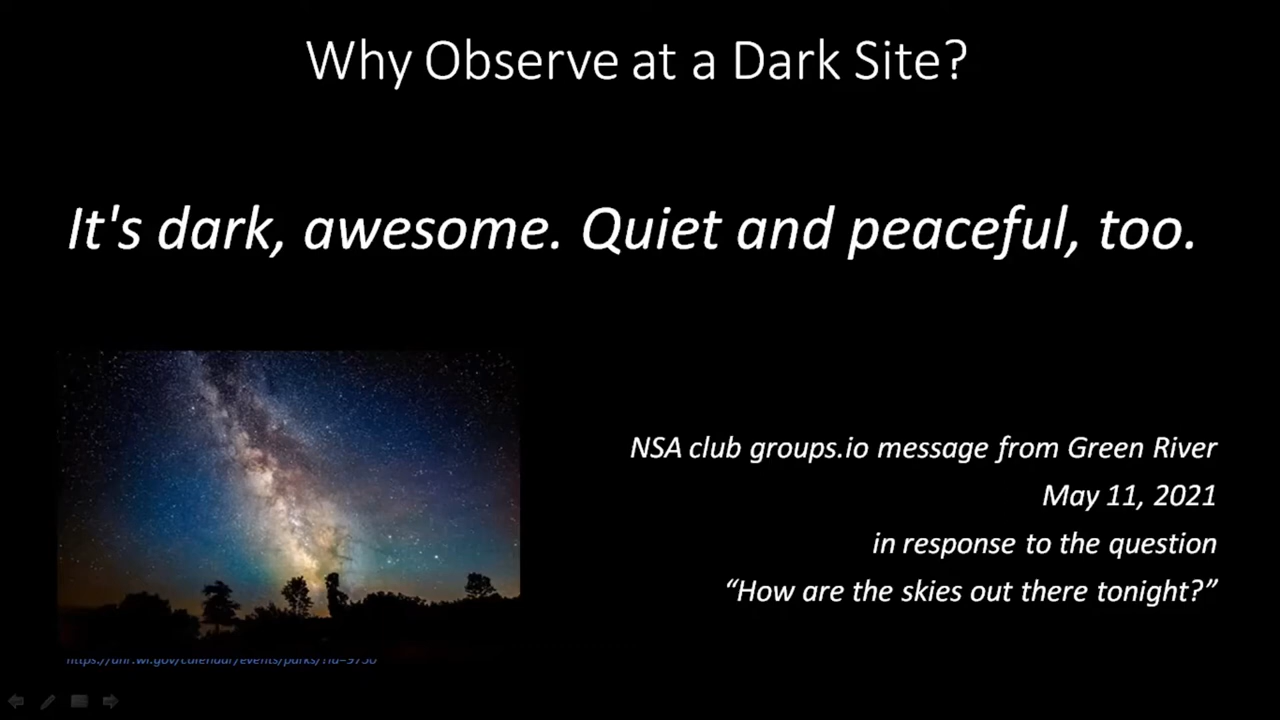 Why Observe at a Dark Site?
It's dark, awesome. Quiet and peaceful, too.
NSA club groups.io message from Green River
May 11, 2021
in response to the question
“How are the skies out there tonight?”